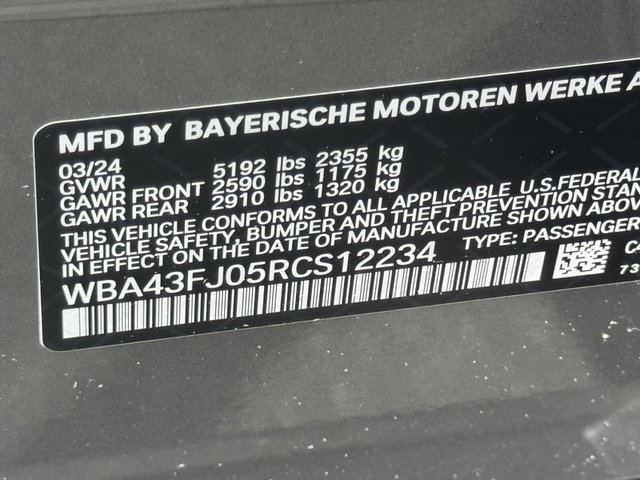 MFD BY BAYERISCHE MOTOREN WERKE A
03/24
GVWR 5192 lbs 2355 kg
GAWR FRONT 2590 lbs 1175 kg
GAWR REAR 2910 lbs 1320 kg
THIS VEHICLE CONFORMS TO ALL APPLICABLE U.S.FEDERAL
VEHICLE SAFETY, BUMPER AND THEFT PREVENTION STAN
IN EFFECT ON THE DATE OF MANUFACTURE SHOWN ABOV
WBA43FJ05RCS12234 TYPE: PASSENGER
CA
73